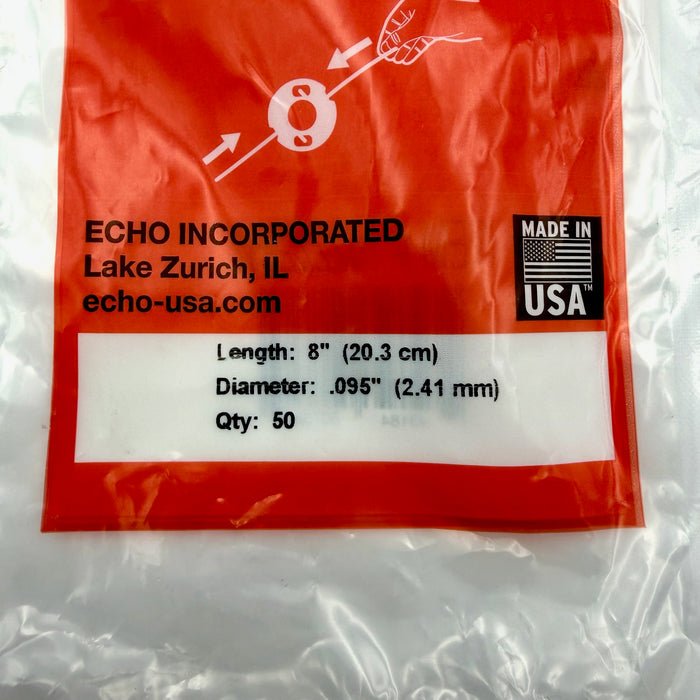 ECHO INCORPORATED
Lake Zurich, IL
echo-usa.com
MADE IN
USA™
Length: 8" (20.3 cm)
Diameter: .095" (2.41 mm)
Qty: 50